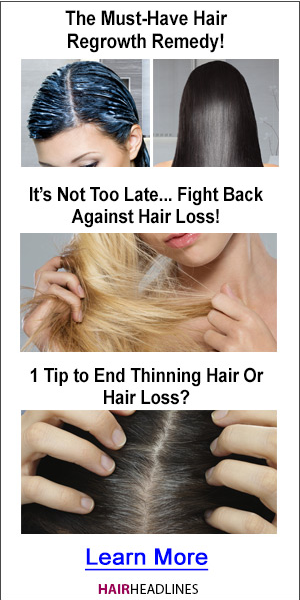 The Must-Have Hair
Regrowth Remedy!
It's Not Too Late... Fight Back
Against Hair Loss!
1 Tip to End Thinning Hair Or
Hair Loss?
Learn More
HAIRHEADLINES